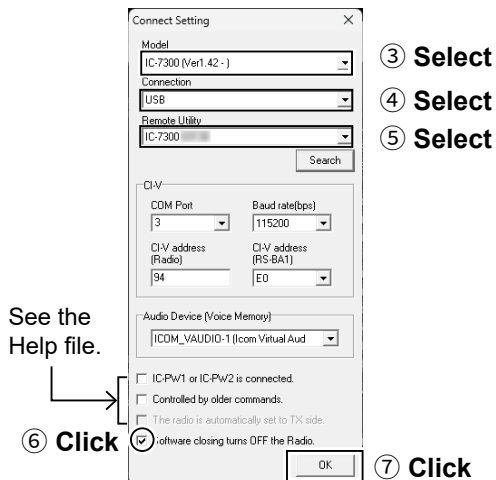 Connect Setting
Model
IC-7300 (Ver1.42 - )
③ Select
Connection
USB
④ Select
Remote Utility
IC-7300
⑤ Select
Search
CI-V
COM Port Baud rate(bps)
3 115200
CI-V address CI-V address
(Radio) (RS-BA1)
94 E0
See the
Help file.
Audio Device (Voice Memory)
ICOM_VAUDIO-1 (Icom Virtual Aud
IC-PW1 or IC-PW2 is connected.
Controlled by older commands.
The radio is automatically set to TX side.
⑥ Click
Software closing turns OFF the Radio.
OK
⑦ Click